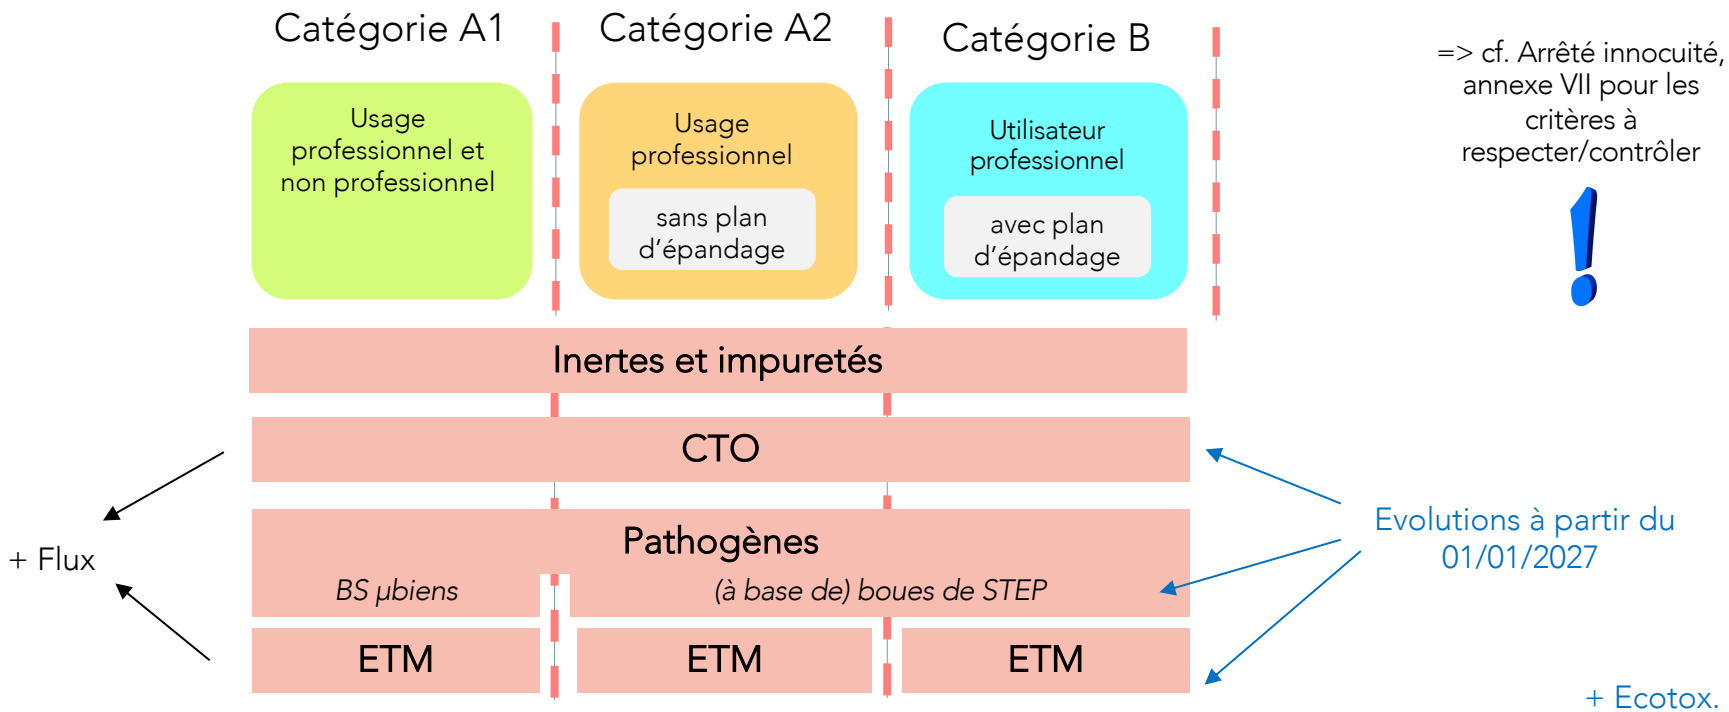 Catégorie A1
Catégorie A2
Catégorie B
Usage
professionnel et
non professionnel
Usage
professionnel
sans plan
d’épandage
Utilisateur
professionnel
avec plan
d’épandage
=> cf. Arrêté innocuité,
annexe VII pour les
critères à
respecter/contrôler
!
Inertes et impuretés
CTO
Pathogènes
BS µbiens
(à base de) boues de STEP
ETM
ETM
ETM
+ Flux
Evolutions à partir du
01/01/2027
+ Ecotox.